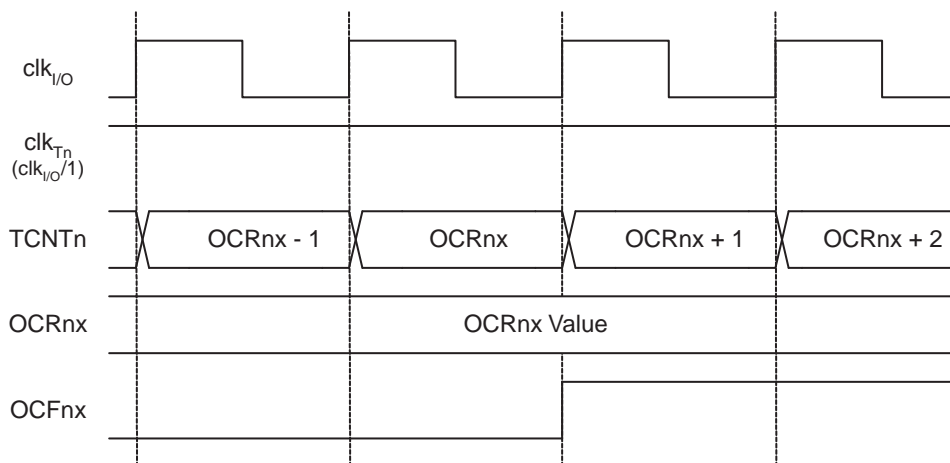 clkI/O
clkTn
(clkI/O/1)
TCNTn
OCRnx - 1
OCRnx
OCRnx + 1
OCRnx + 2
OCRnx
OCRnx Value
OCFnx